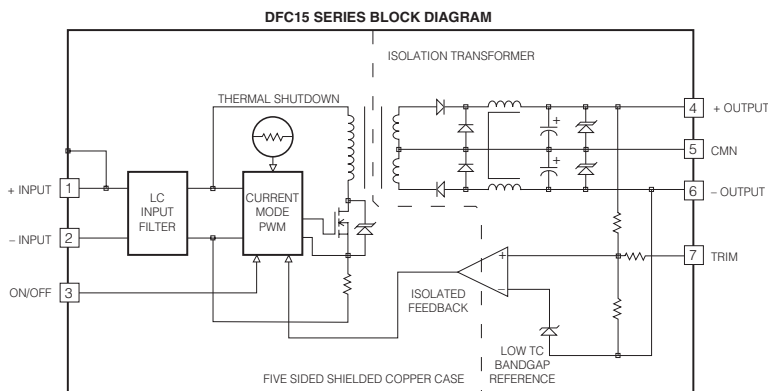 DFC15 SERIES BLOCK DIAGRAM
ISOLATION TRANSFORMER
THERMAL SHUTDOWN
+ INPUT 1
− INPUT 2
ON/OFF 3
LC
INPUT
FILTER
CURRENT
MODE
PWM
+
+
4 + OUTPUT
5 CMN
6 − OUTPUT
7 TRIM
+
−
ISOLATED
FEEDBACK
LOW TC
BANDGAP
REFERENCE
FIVE SIDED SHIELDED COPPER CASE